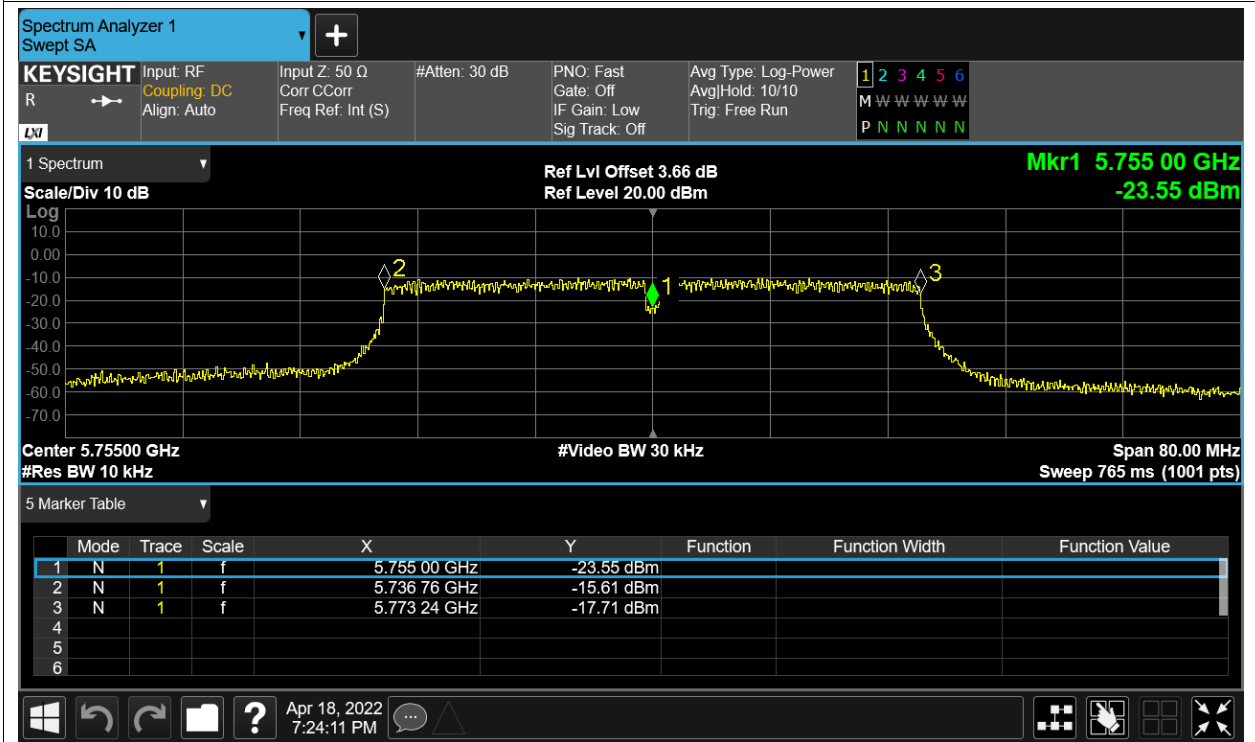 Spectrum Analyzer 1
Swept SA
KEYSIGHT
R
LXI
Input: RF
Coupling: DC
Align: Auto
Input Z: 50 Ω
Corr CCorr
Freq Ref: Int (S)
#Atten: 30 dB
PNO: Fast
Gate: Off
IF Gain: Low
Sig Track: Off
Avg Type: Log-Power
Avg|Hold: 10/10
Trig: Free Run
1 2 3 4 5 6
M W W W W W
P N N N N N
1 Spectrum
Scale/Div 10 dB
Ref Lvl Offset 3.66 dB
Ref Level 20.00 dBm
Mkr1 5.755 00 GHz
-23.55 dBm
Log
10.0
0.00
-10.0
-20.0
-30.0
-40.0
-50.0
-60.0
-70.0
2
1
3
Center 5.75500 GHz
#Res BW 10 kHz
#Video BW 30 kHz
Span 80.00 MHz
Sweep 765 ms (1001 pts)
5 Marker Table
Mode Trace Scale X Y Function Function Width Function Value
1 N 1 f 5.755 00 GHz -23.55 dBm
2 N 1 f 5.736 76 GHz -15.61 dBm
3 N 1 f 5.773 24 GHz -17.71 dBm
4
5
6
?
Apr 18, 2022
7:24:11 PM